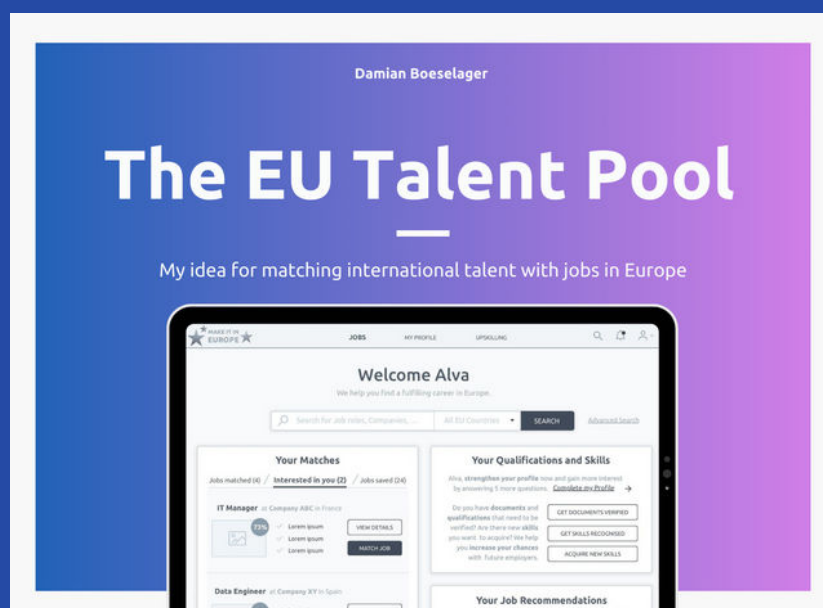 Damian Boeselager
The EU Talent Pool
My idea for matching international talent with jobs in Europe
MAKE IT IN
EUROPE
JOBS
MY PROFILE
UPSKILLING
Welcome Alva
We help you find a fulfilling career in Europe.
Search for Job roles, Companies, ...
All EU Countries
SEARCH
Advanced Search
Your Matches
Jobs matched (4) / Interested in you (2) / Jobs saved (24)
IT Manager at Company ABC in France
73%
Lorem ipsum
Lorem ipsum
Lorem ipsum
VIEW DETAILS
MATCH JOB
Data Engineer at Company XY in Spain
Lorem ipsum
Your Qualifications and Skills
Alva, strengthen your profile now and gain more interest
by answering 5 more questions. Complete my Profile →
Do you have documents and
qualifications that need to be
verified? Are there new skills
you want to acquire? We help
you increase your chances
with future employers.
GET DOCUMENTS VERIFIED
GET SKILLS RECOGNISED
ACQUIRE NEW SKILLS
Your Job Recommendations